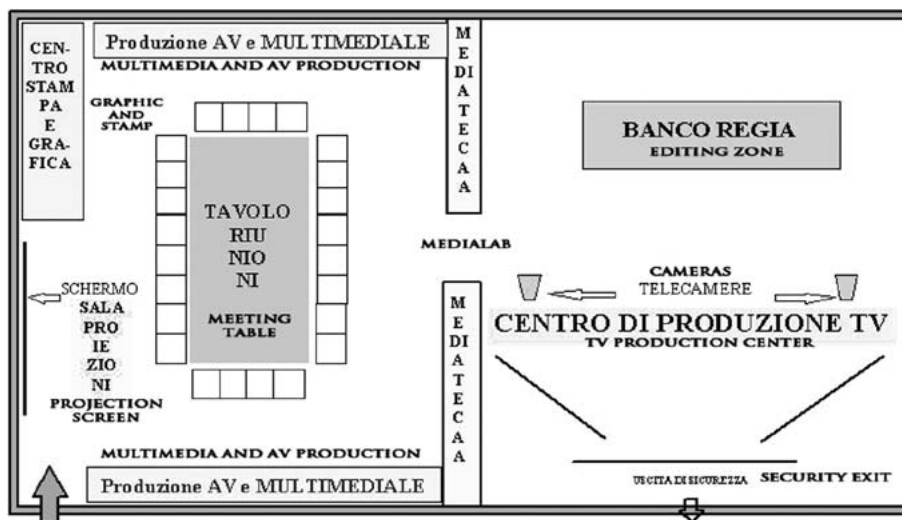 CEN-
TRO
STAM
PA
E
GRA-
FICA
Produzione AV e MULTIMEDIALE
MULTIMEDIA AND AV PRODUCTION
GRAPHIC
AND
STAMP
TAVOLO
RIU
NIO
NI
MEETING
TABLE
SCHERMO
SALA
PRO
IE
ZIO
NI
PROJECTION
SCREEN
MULTIMEDIA AND AV PRODUCTION
Produzione AV e MULTIMEDIALE
M
E
D
I
A
T
E
C
A
A
MEDIALAB
M
E
D
I
A
T
E
C
A
A
BANCO REGIA
EDITING ZONE
CAMERAS
TELECAMERE
CENTRO DI PRODUZIONE TV
TV PRODUCTION CENTER
USCITA DI SICUREZZA SECURITY EXIT